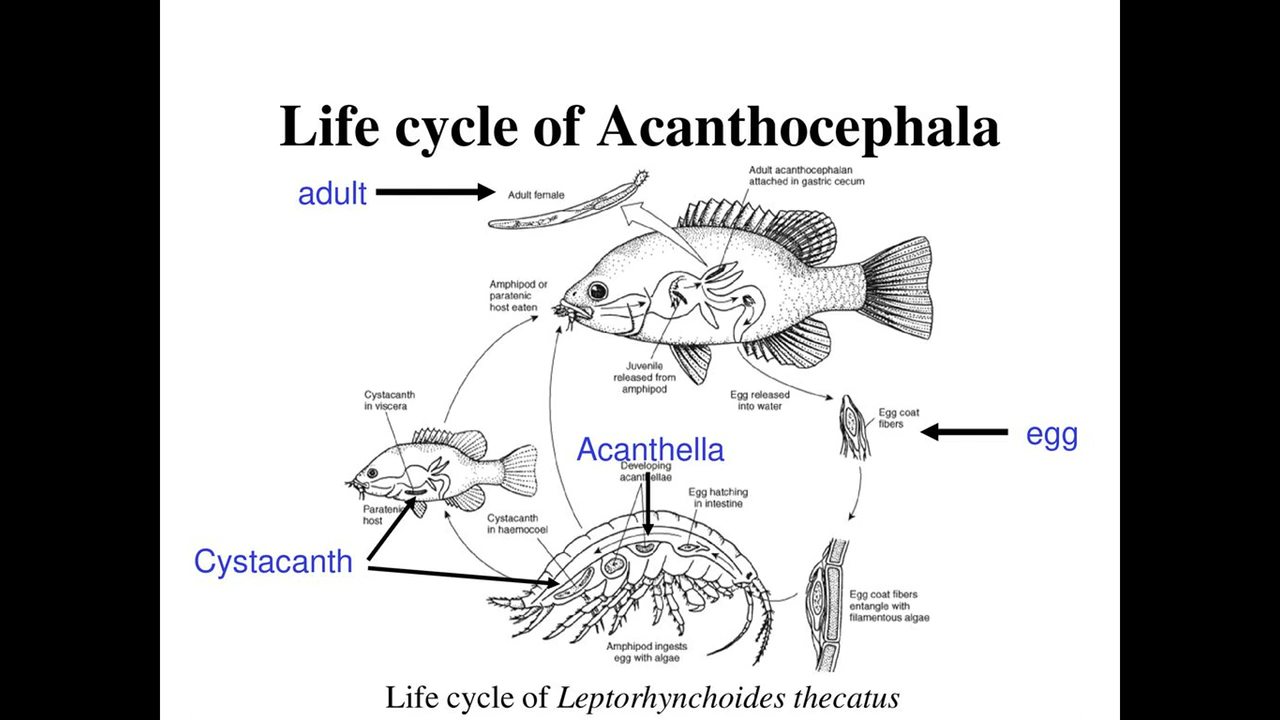 Life cycle of Acanthocephala
adult
Adult female
Adult acanthocephalan
attached in gastric cecum
Amphipod or
paratenic
host eaten
Juvenile
released from
amphipod
Egg released
into water
Egg coat
fibers
egg
Cystacanth
in viscera
Acanthella
Developing
acanthellae
Egg hatching
in intestine
Paratenic
host
Cystacanth
in haemocoel
Cystacanth
Egg coat fibers
entangle with
filamentous algae
Amphipod ingests
egg with algae
Life cycle of Leptorhynchoides thecatus